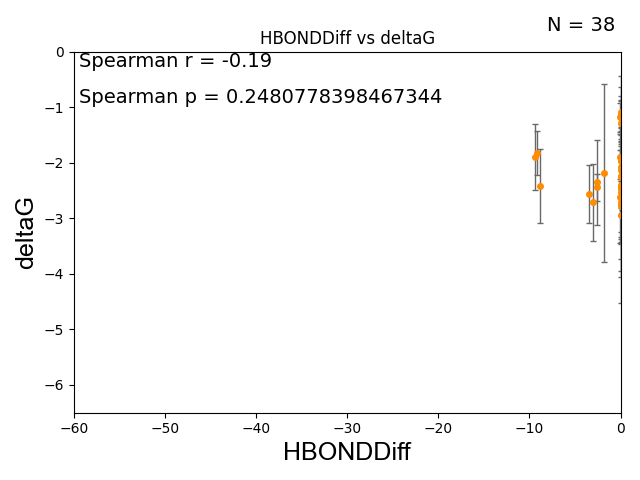 N = 38
HBONDDiff vs deltaG
Spearman r = -0.19
Spearman p = 0.2480778398467344
0
−1
−2
−3
−4
−5
−6
deltaG
−60
−50
−40
−30
−20
−10
0
HBONDDiff